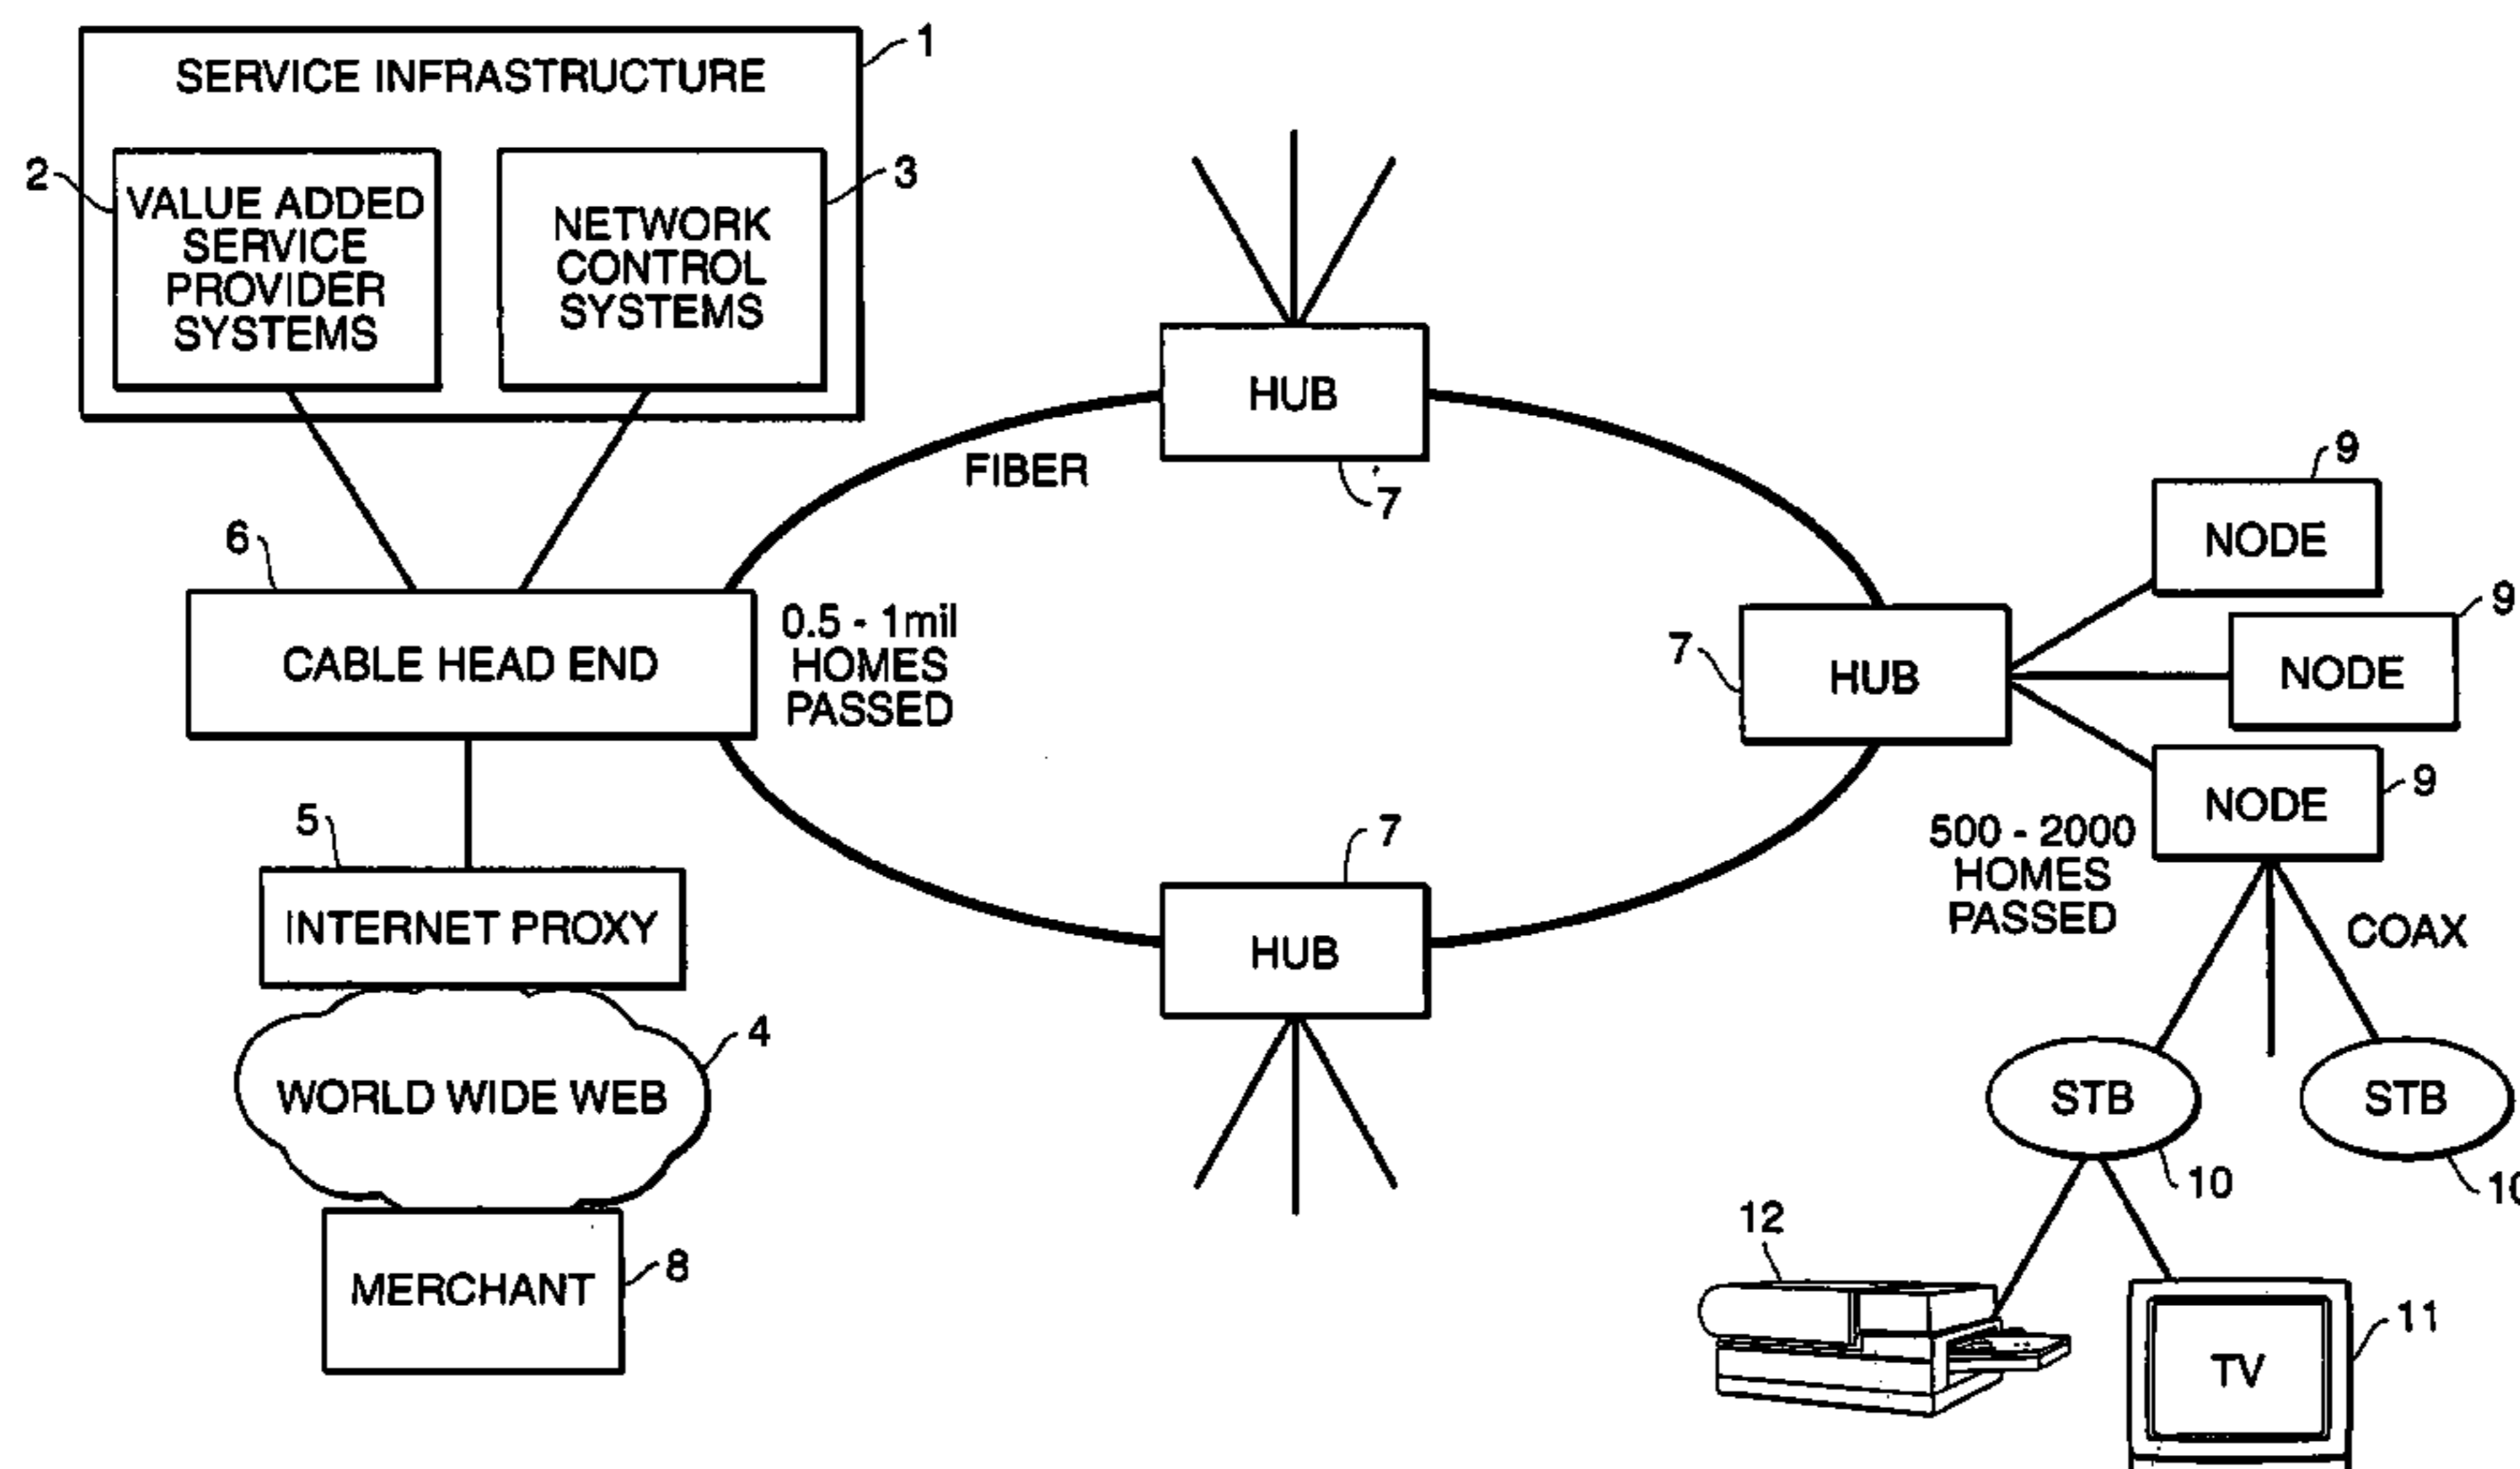 1
SERVICE INFRASTRUCTURE
2
VALUE ADDED
SERVICE
PROVIDER
SYSTEMS
3
NETWORK
CONTROL
SYSTEMS
HUB
7
FIBER
6
CABLE HEAD END
0.5 - 1mil
HOMES
PASSED
7
HUB
9
NODE
9
NODE
9
NODE
500 - 2000
HOMES
PASSED
COAX
5
INTERNET PROXY
4
WORLD WIDE WEB
7
HUB
STB
10
STB
10
8
MERCHANT
12
11
TV